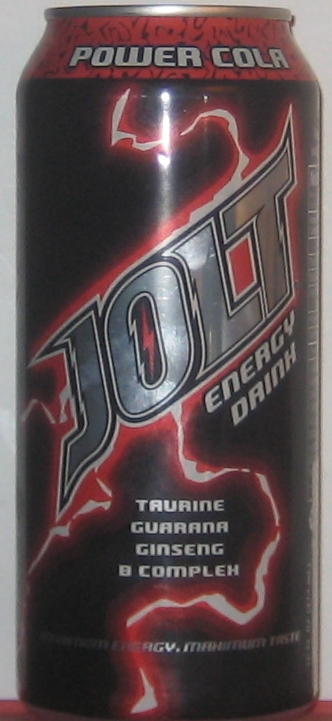 POWER COLA
JOLT
ENERGY
DRINK
TAURINE
GUARANA
GINSENG
B COMPLEX
MAXIMUM ENERGY, MAXIMUM TASTE